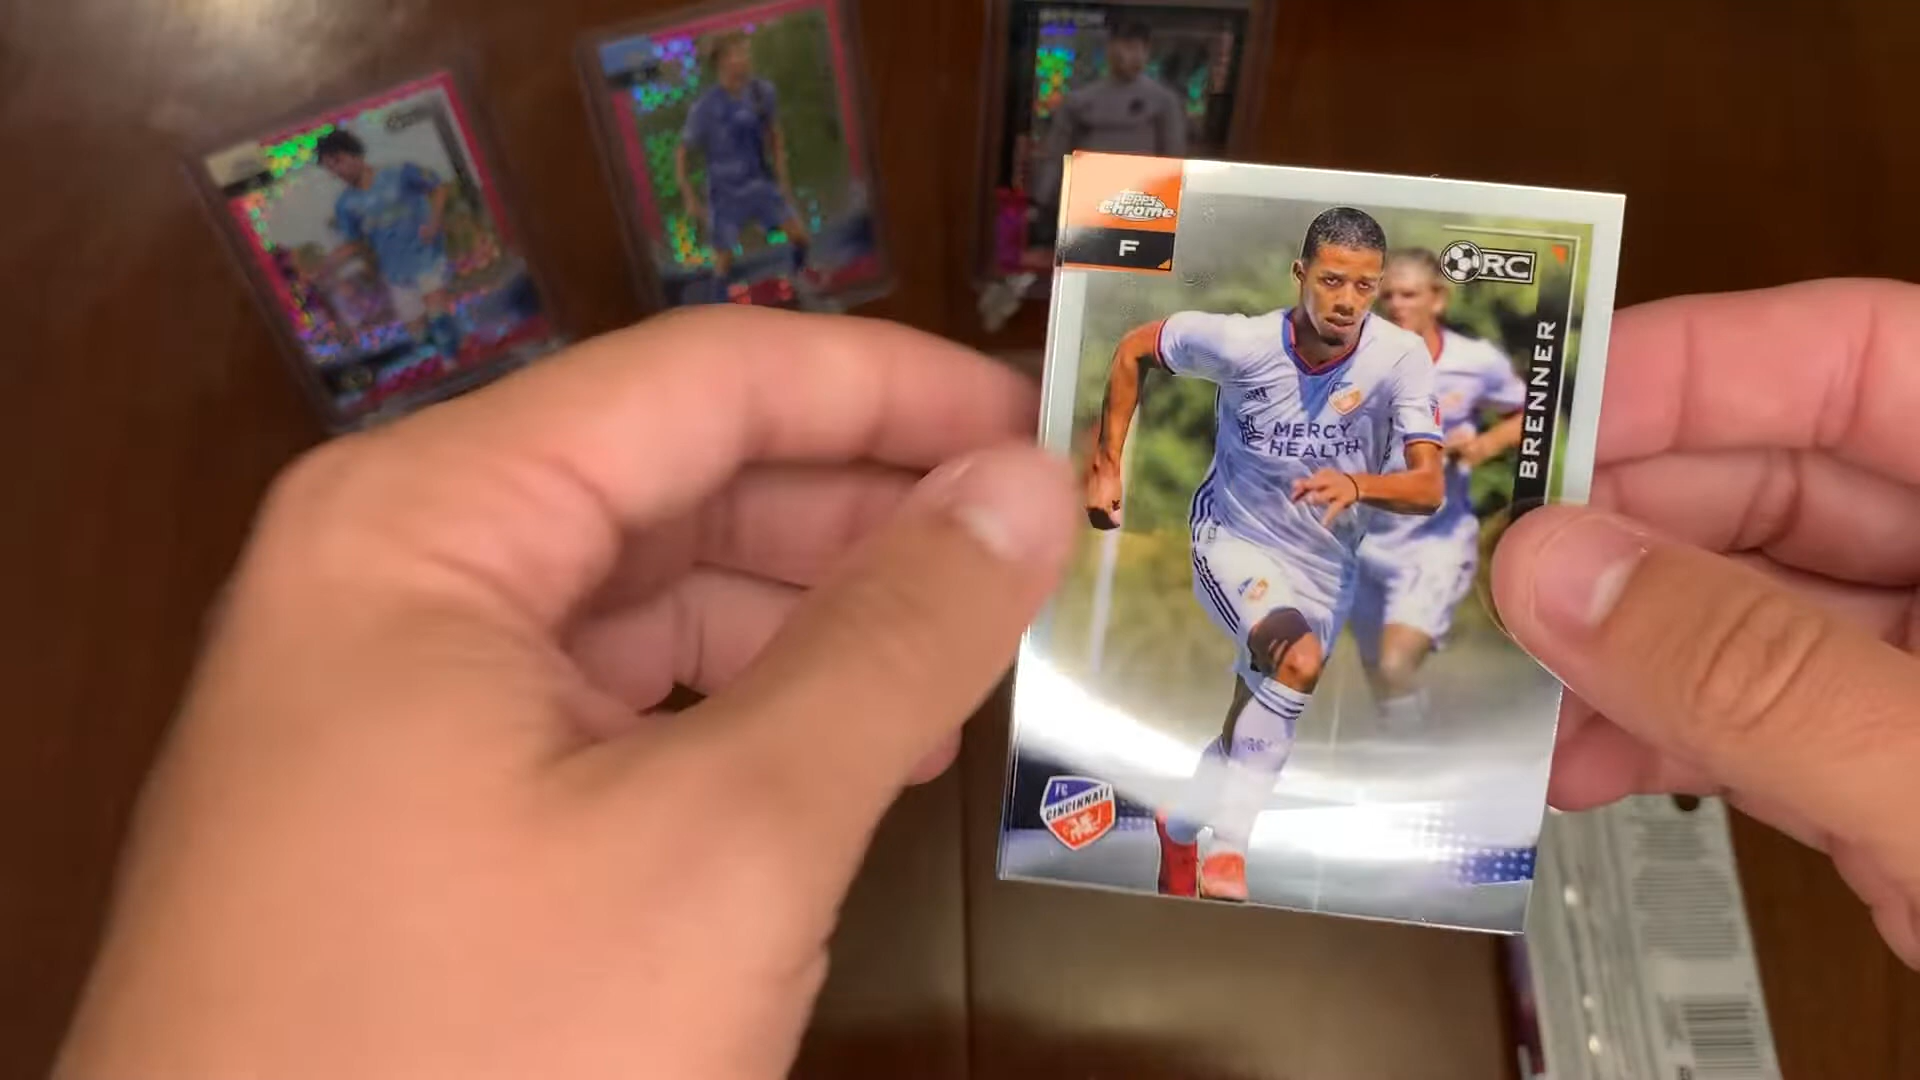 Topps
Chrome
F
RC
BRENNER
MERCY
HEALTH
FC
CINCINNATI